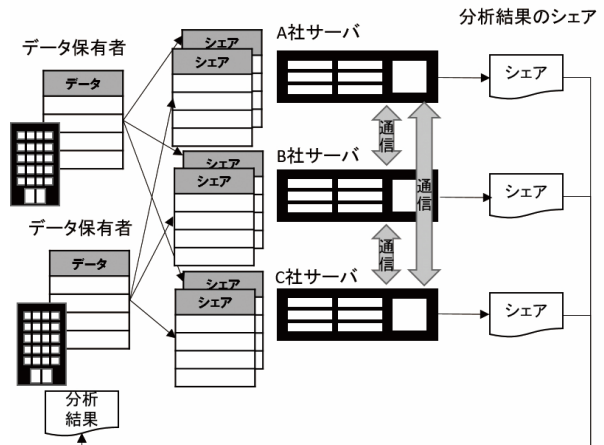 分析結果のシェア
データ保有者
データ
シェア
シェア
A社サーバ
シェア
通信
B社サーバ
シェア
シェア
シェア
通信
データ保有者
データ
通信
シェア
シェア
C社サーバ
シェア
分析
結果